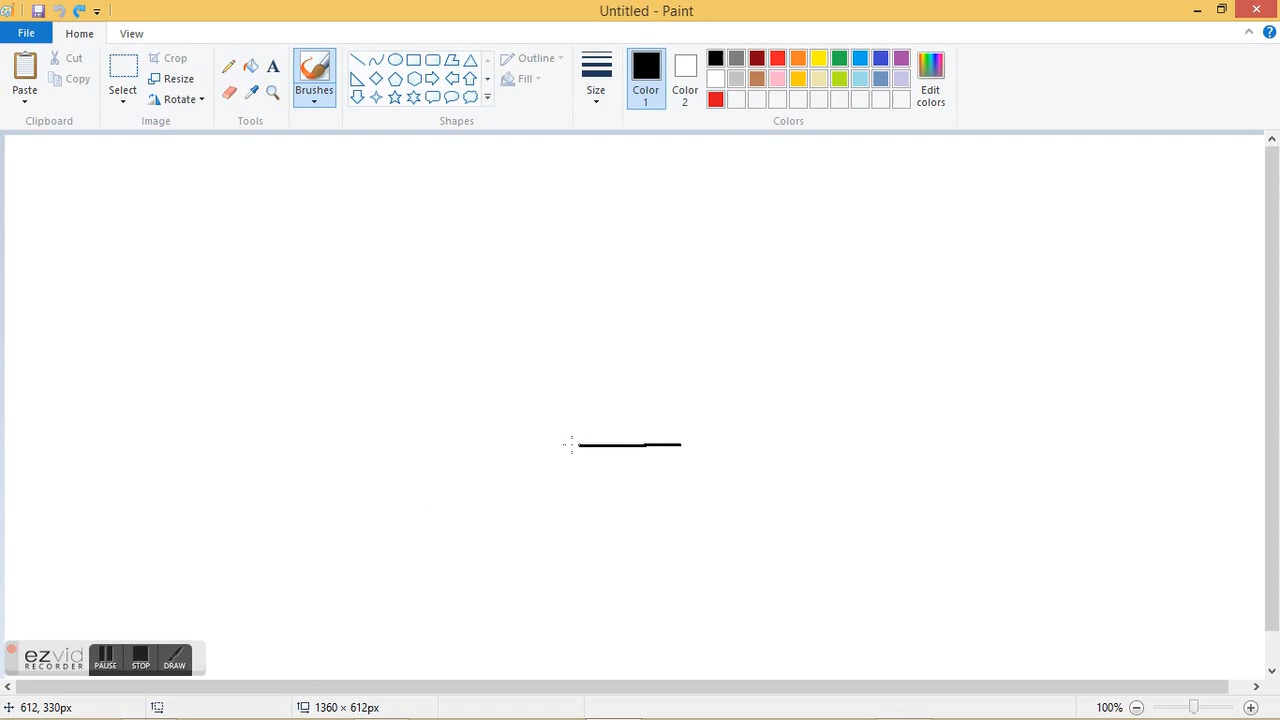 Untitled - Paint
File Home View
Paste
Cut
Copy
Clipboard
Select
Crop
Resize
Rotate
Image
A
Tools
Brushes
Outline
Fill
Shapes
Size
Color 1
Color 2
Edit colors
Colors
ezvid
RECORDER
PAUSE STOP DRAW
612, 330px 1360 × 612px 100%